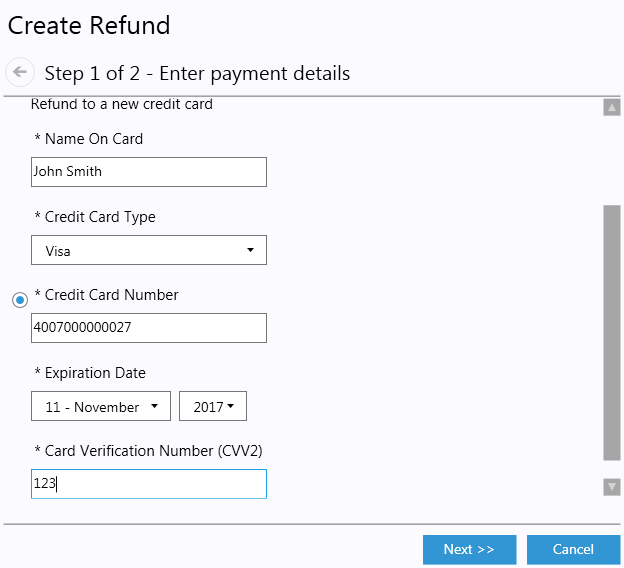 Create Refund
Step 1 of 2 - Enter payment details
Refund to a new credit card
* Name On Card
John Smith
* Credit Card Type
Visa
* Credit Card Number
4007000000027
* Expiration Date
11 - November 2017
* Card Verification Number (CVV2)
123
Next >> Cancel